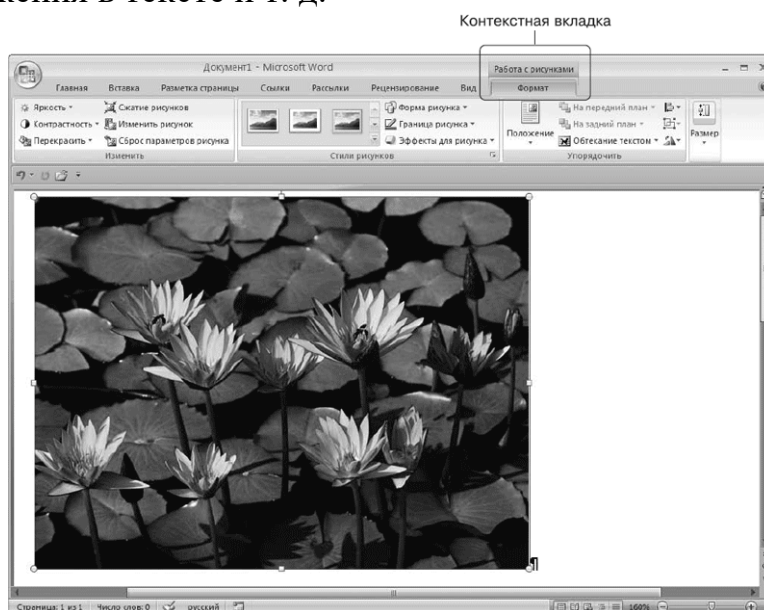 жения в тексте и т. д.
Контекстная вкладка
Документ1 - Microsoft Word
Работа с рисунками
Главная Вставка Разметка страницы Ссылки Рассылки Рецензирование Вид Формат
Яркость Сжатие рисунков Форма рисунка На передний план
Контрастность Изменить рисунок Граница рисунка Положение На задний план Размер
Перекрасить Сброс параметров рисунка Эффекты для рисунка Обтекание текстом
Изменить Стили рисунков Упорядочить
¶
Страница: 1 из 1 Число слов: 0 русский 160%